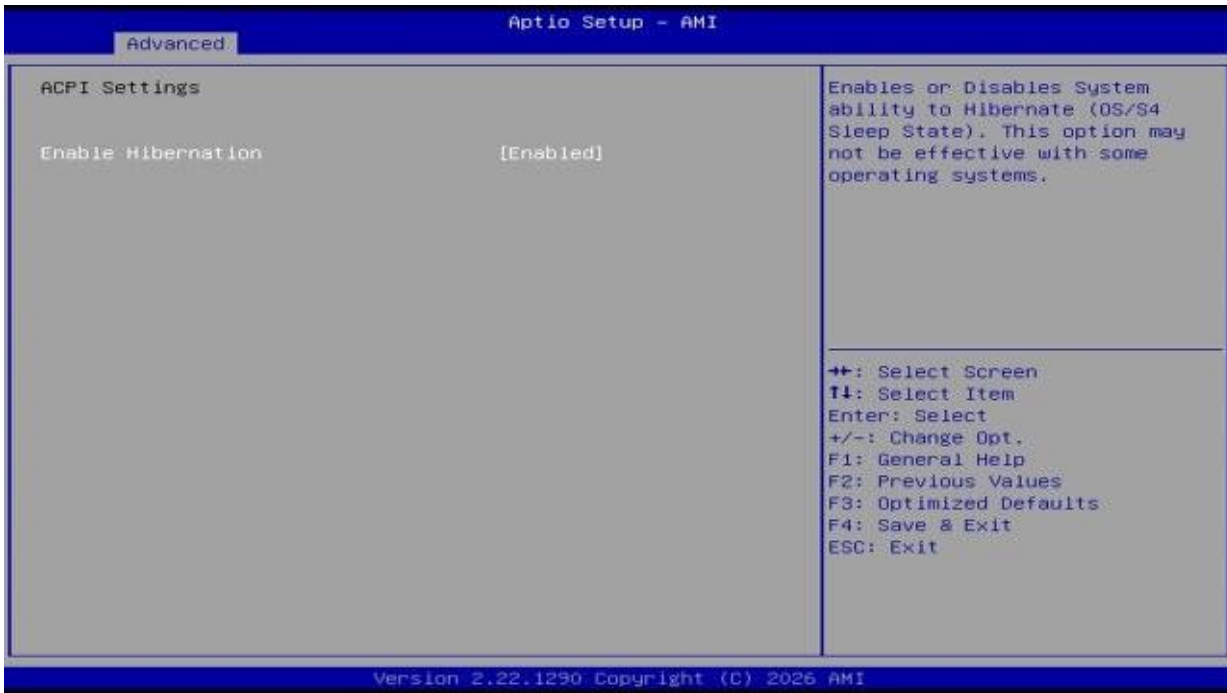 Aptio Setup - AMI
Advanced
ACPI Settings
Enable Hibernation [Enabled]
Enables or Disables System
ability to Hibernate (OS/S4
Sleep State). This option may
not be effective with some
operating systems.
→←: Select Screen
↑↓: Select Item
Enter: Select
+/-: Change Opt.
F1: General Help
F2: Previous Values
F3: Optimized Defaults
F4: Save & Exit
ESC: Exit
Version 2.22.1290 Copyright (C) 2026 AMI